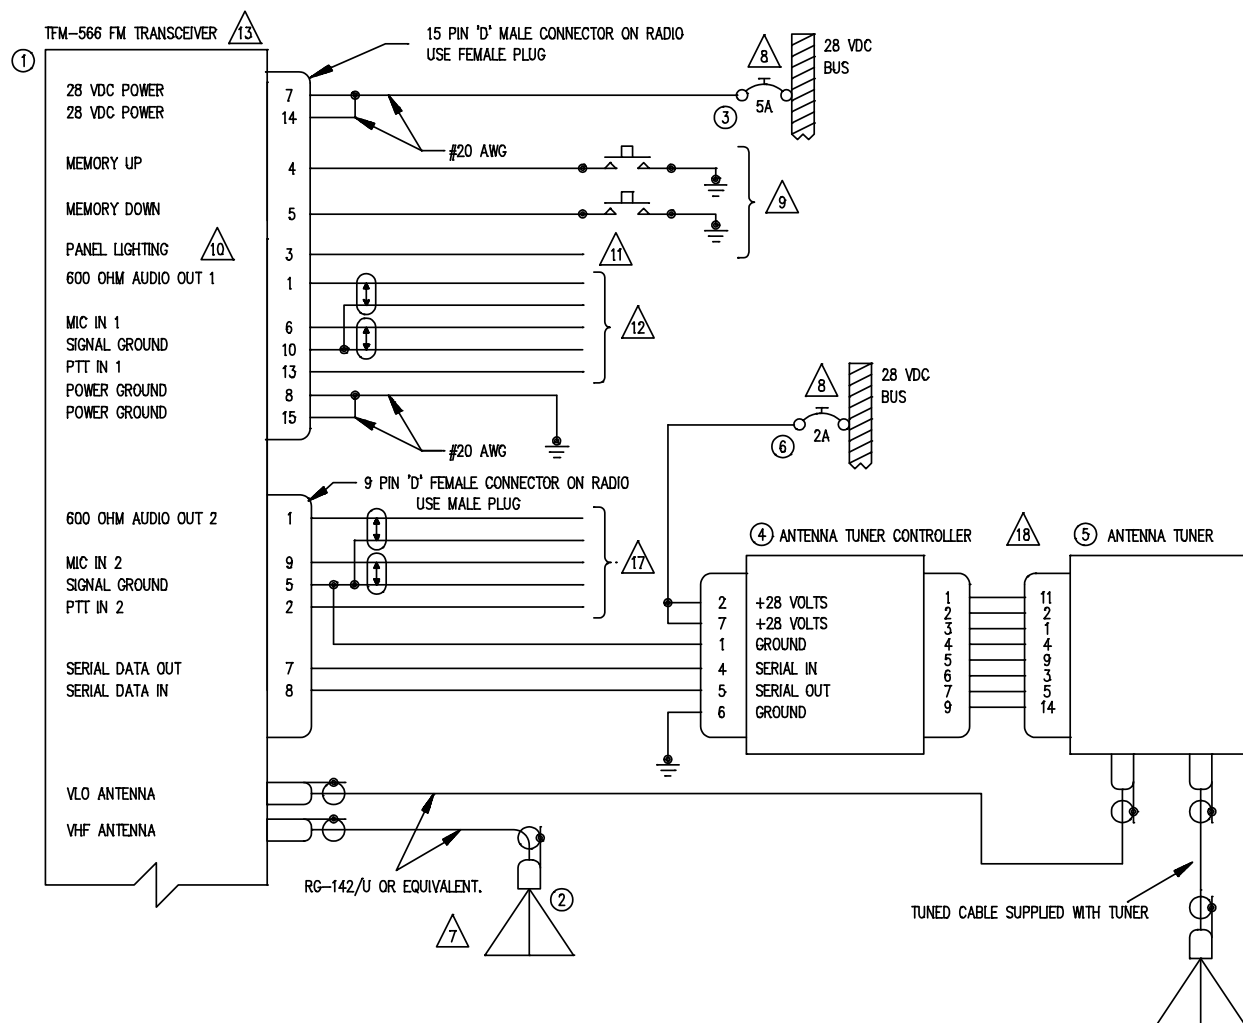 TFM-566 FM TRANSCEIVER 13
1
15 PIN 'D' MALE CONNECTOR ON RADIO
USE FEMALE PLUG
28 VDC POWER 7
28 VDC POWER 14
#20 AWG
8
3
5A
28 VDC
BUS
MEMORY UP 4
MEMORY DOWN 5
9
PANEL LIGHTING 10 3
11
600 OHM AUDIO OUT 1 1
MIC IN 1 6
SIGNAL GROUND 10
PTT IN 1 13
12
POWER GROUND 8
POWER GROUND 15
#20 AWG
8
6
2A
28 VDC
BUS
9 PIN 'D' FEMALE CONNECTOR ON RADIO
USE MALE PLUG
600 OHM AUDIO OUT 2 1
MIC IN 2 9
SIGNAL GROUND 5
PTT IN 2 2
17
SERIAL DATA OUT 7
SERIAL DATA IN 8
4 ANTENNA TUNER CONTROLLER
18
5 ANTENNA TUNER
2 +28 VOLTS
7 +28 VOLTS
1 GROUND
4 SERIAL IN
5 SERIAL OUT
6 GROUND
1 11
2 2
3 1
4 4
5 9
6 3
7 5
9 14
VLO ANTENNA
VHF ANTENNA
RG-142/U OR EQUIVALENT.
2
7
TUNED CABLE SUPPLIED WITH TUNER